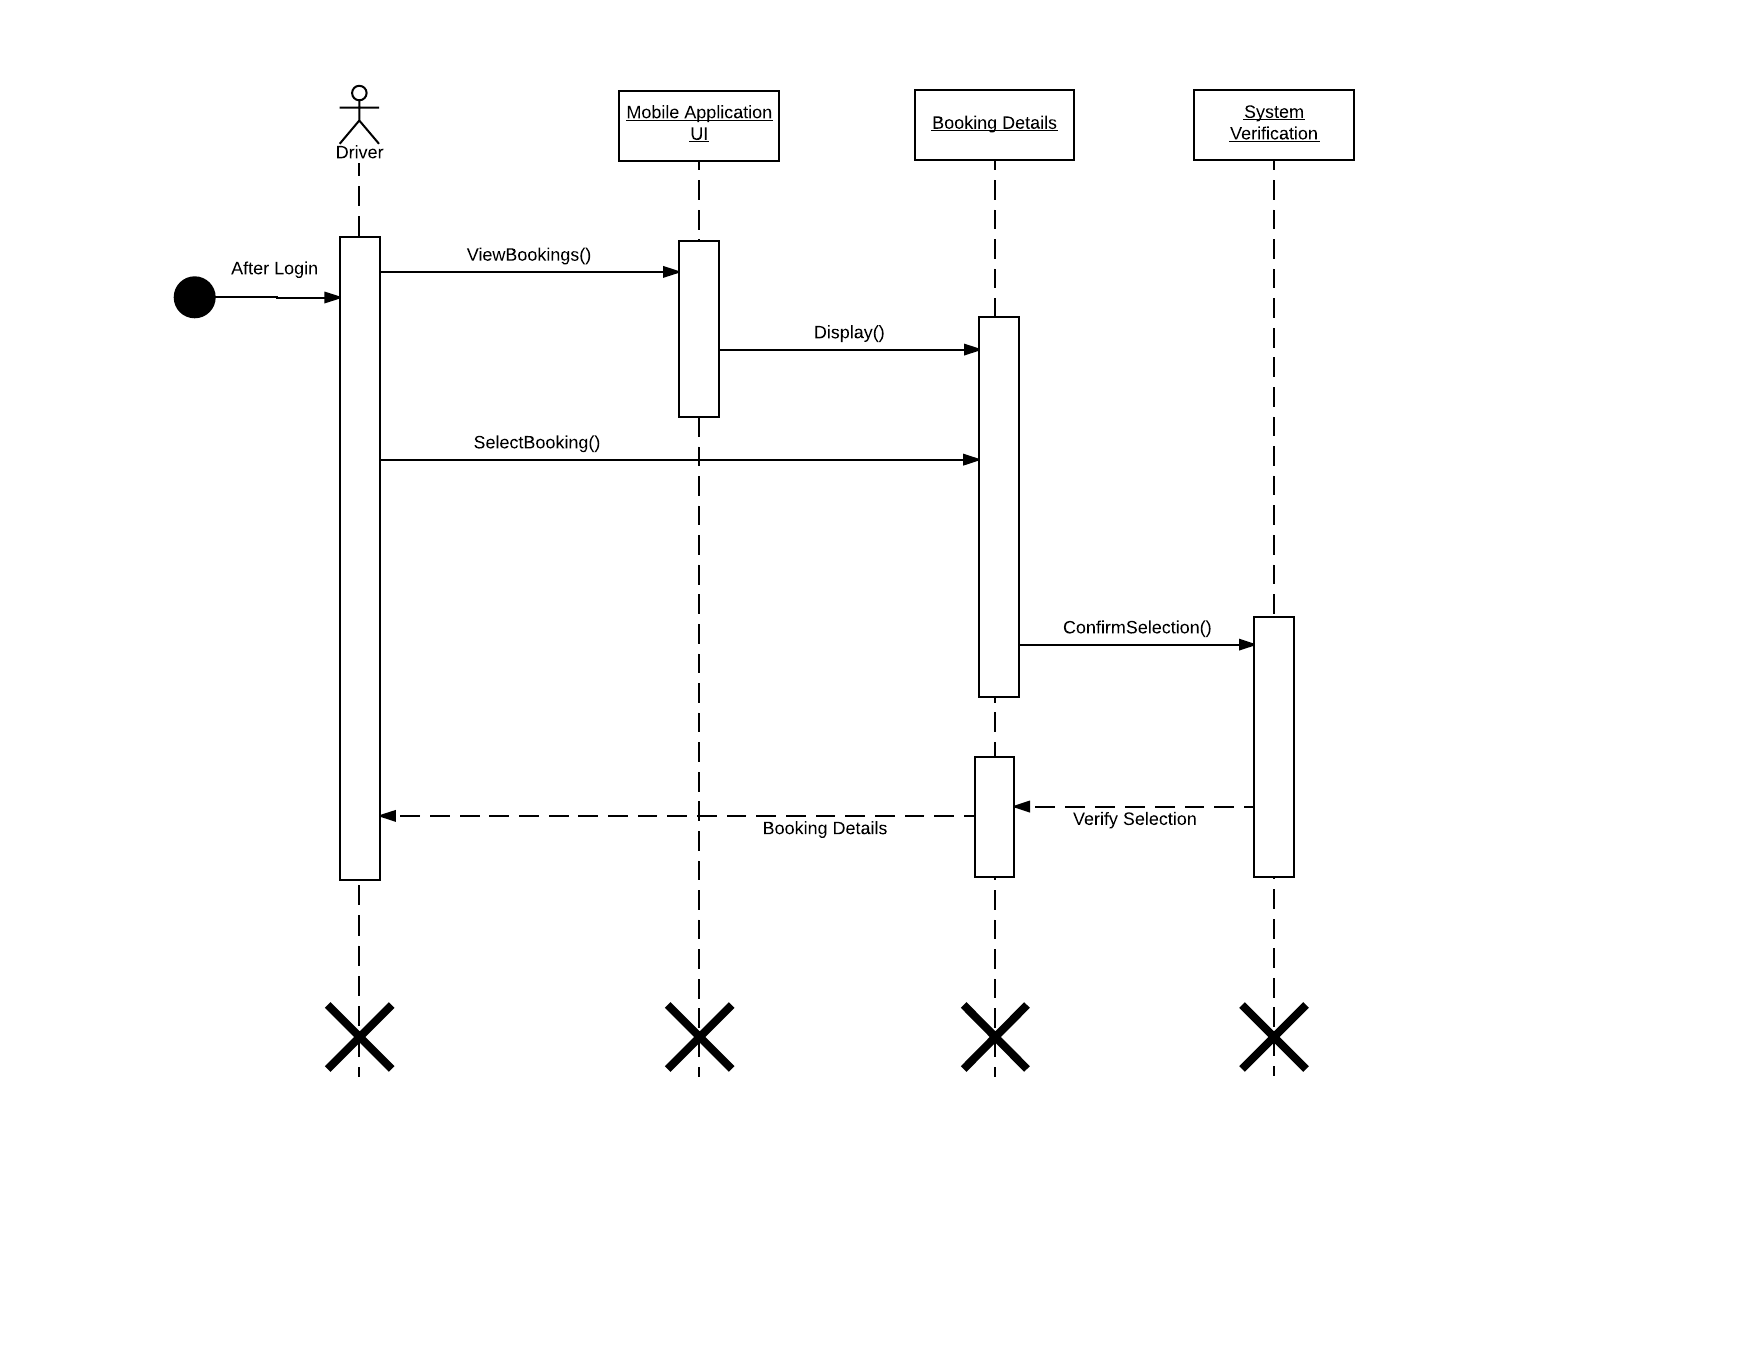 Driver
Mobile Application
UI
Booking Details
System
Verification
After Login
ViewBookings()
Display()
SelectBooking()
ConfirmSelection()
Verify Selection
Booking Details